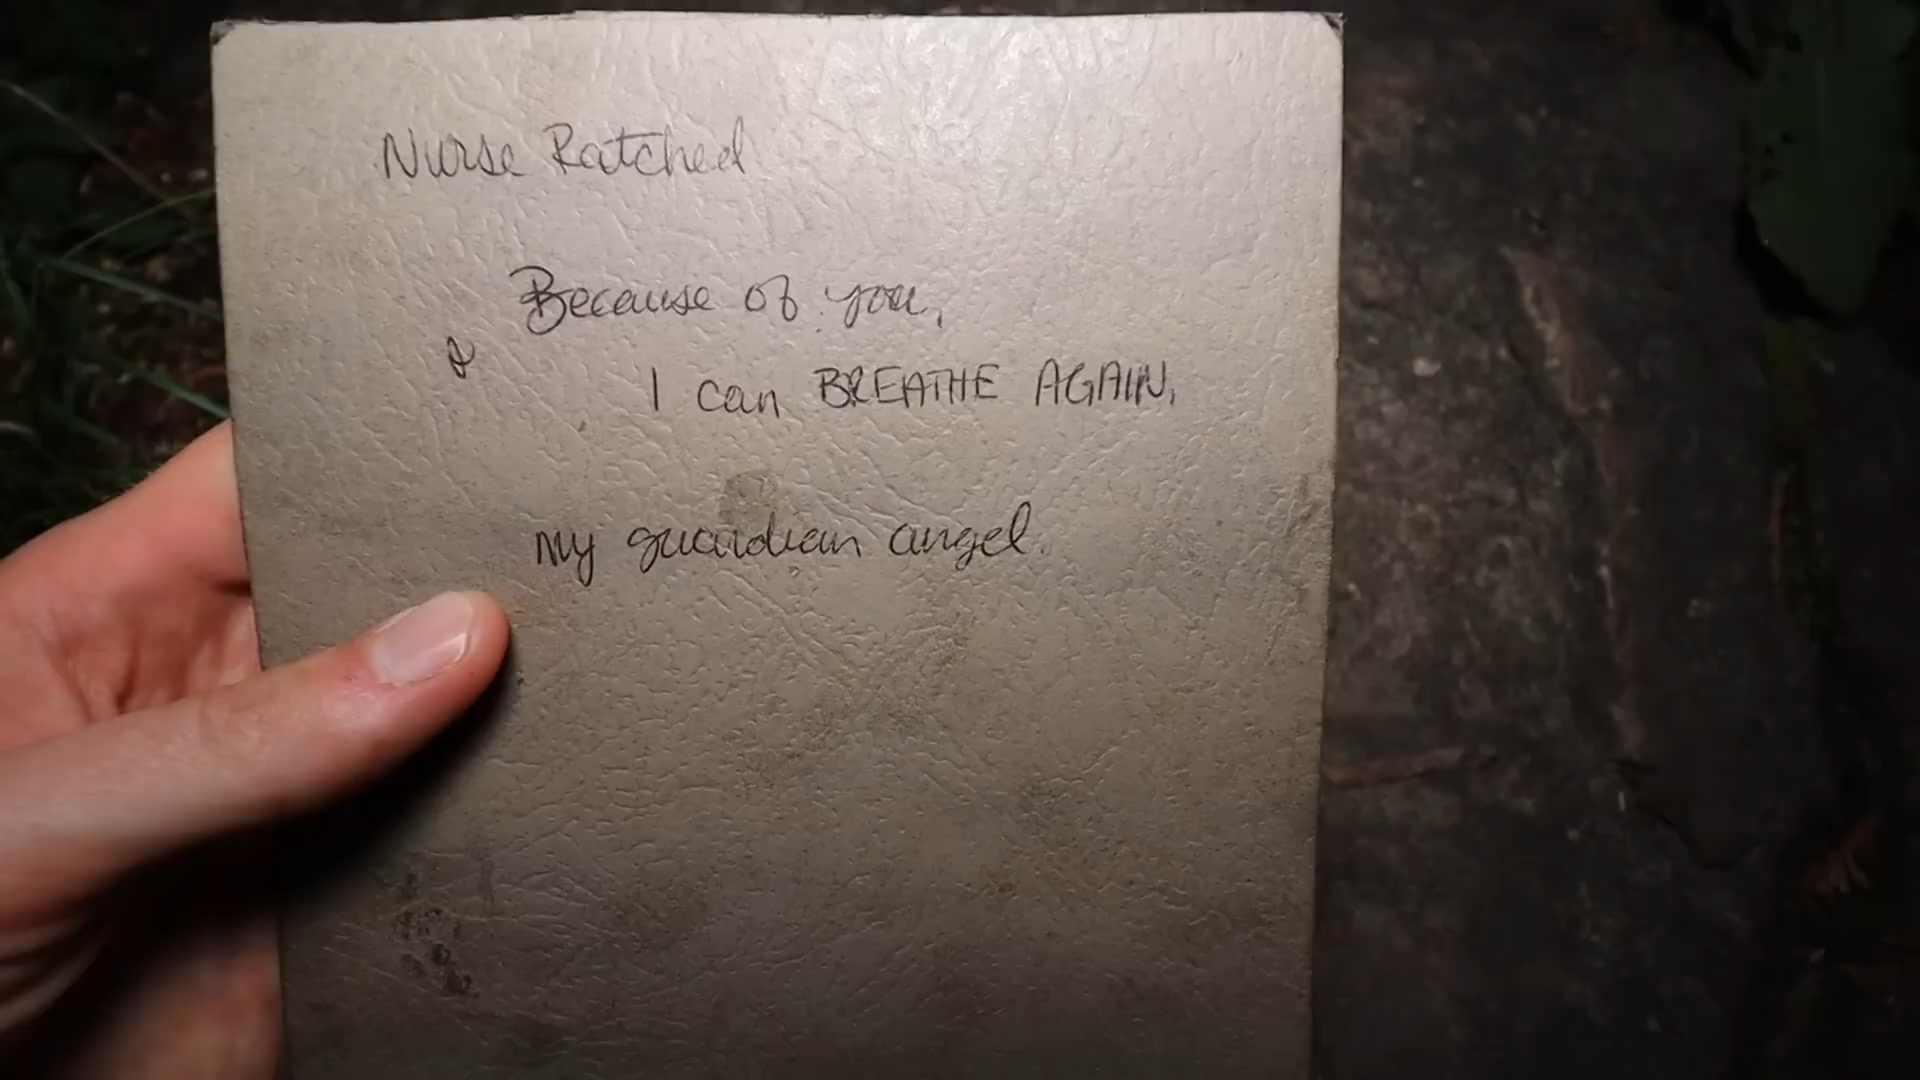 Nurse Ratched
Because of you,
I can BREATHE AGAIN.
my guardian angel.